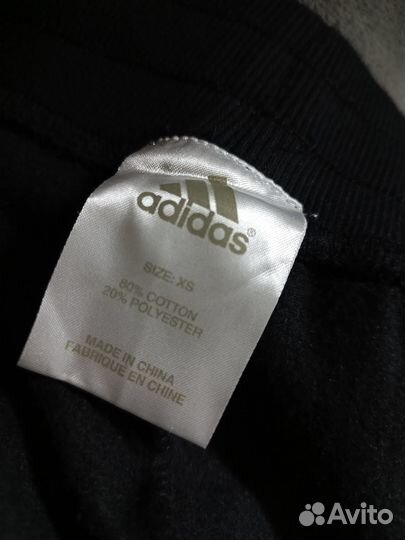 adidas®
SIZE: XS
80% COTTON
20% POLYESTER
MADE IN CHINA
FABRIQUE EN CHINE
Avito